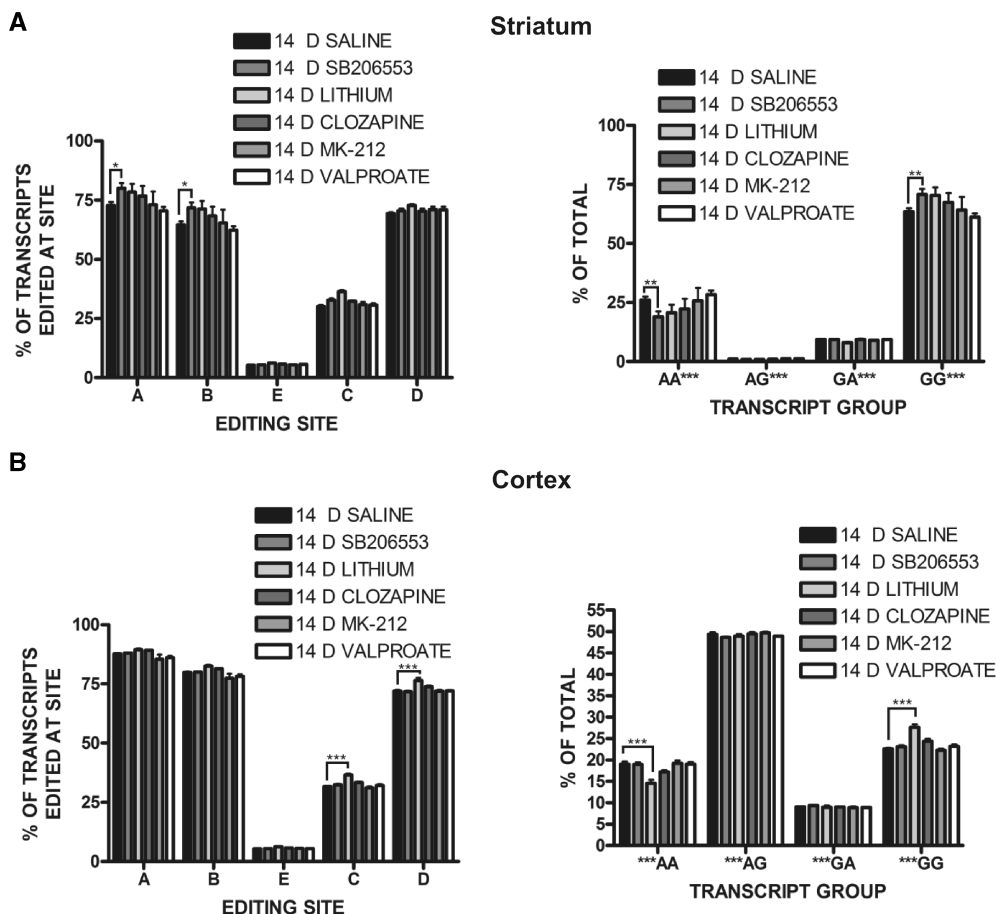 A
Striatum
14 D SALINE
14 D SB206553
14 D LITHIUM
14 D CLOZAPINE
14 D MK-212
14 D VALPROATE
% OF TRANSCRIPTS
EDITED AT SITE
100
75
50
25
0
*
*
A B E C D
EDITING SITE
14 D SALINE
14 D SB206553
14 D LITHIUM
14 D CLOZAPINE
14 D MK-212
14 D VALPROATE
% OF TOTAL
100
75
50
25
0
**
**
AA*** AG*** GA*** GG***
TRANSCRIPT GROUP
B
Cortex
14 D SALINE
14 D SB206553
14 D LITHIUM
14 D CLOZAPINE
14 D MK-212
14 D VALPROATE
% OF TRANSCRIPTS
EDITED AT SITE
100
75
50
25
0
***
***
A B E C D
EDITING SITE
14 D SALINE
14 D SB206553
14 D LITHIUM
14 D CLOZAPINE
14 D MK-212
14 D VALPROATE
% OF TOTAL
55
50
45
40
35
30
25
20
15
10
5
0
***
***
***AA ***AG ***GA ***GG
TRANSCRIPT GROUP